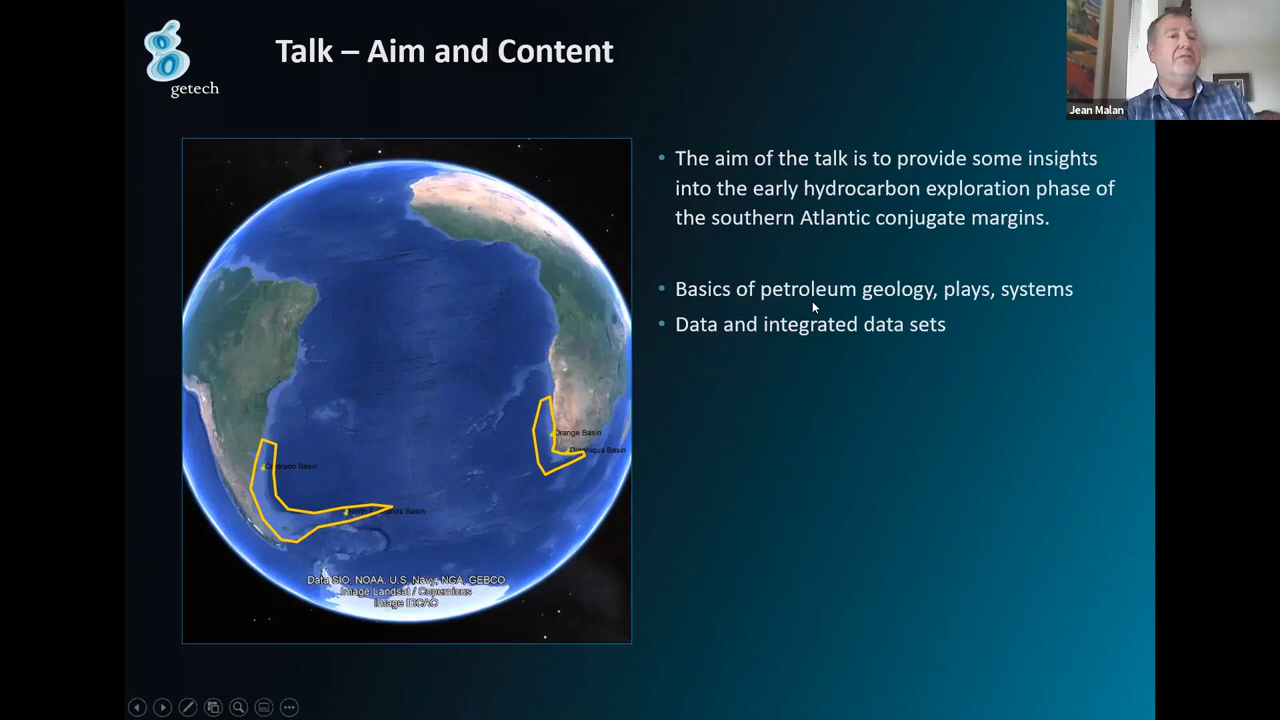 Talk – Aim and Content
getech
Jean Malan
• The aim of the talk is to provide some insights
into the early hydrocarbon exploration phase of
the southern Atlantic conjugate margins.
• Basics of petroleum geology, plays, systems
• Data and integrated data sets
Orange Basin
Basin
Basin
Basin
Data SIO, NOAA, U.S. Navy, NGA, GEBCO
Image Landsat / Copernicus
Image IBCAO